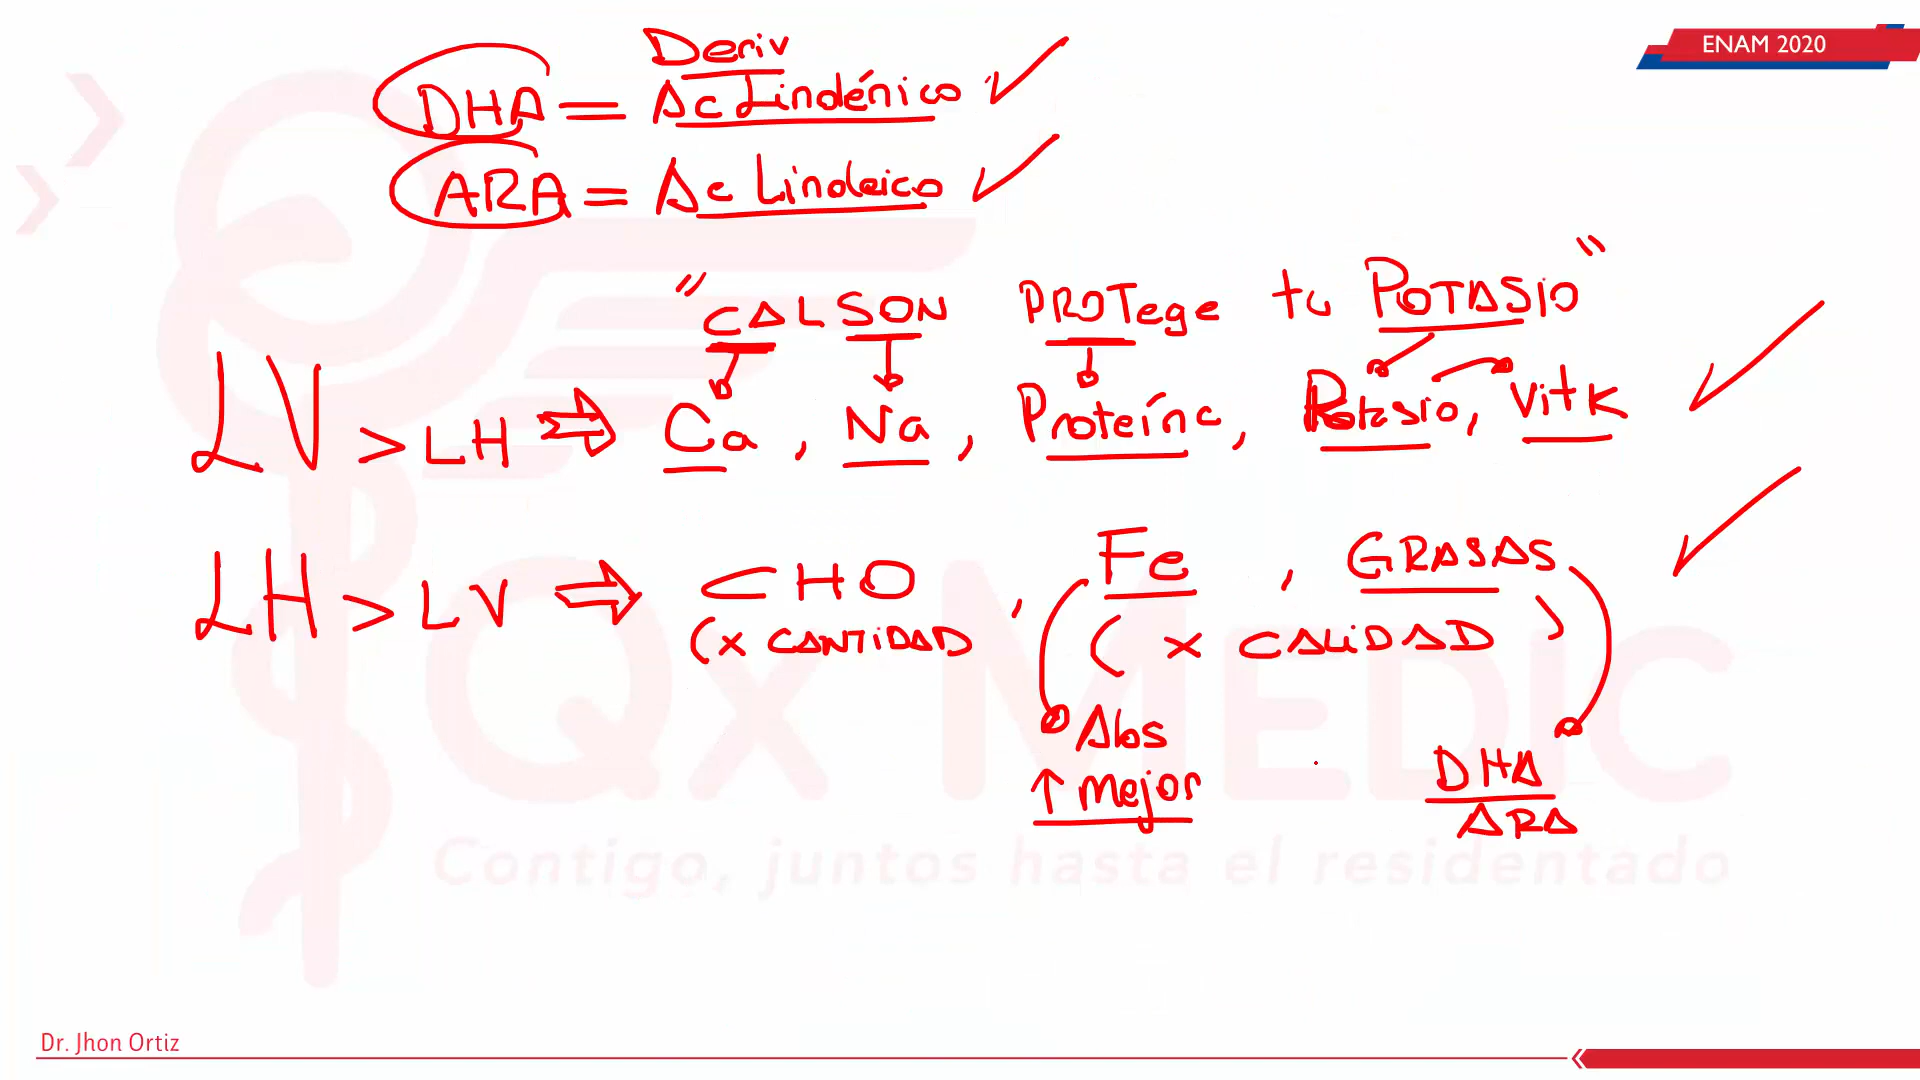 ENAM 2020
Deriv
DHA = Ac Linolénico
ARA = Ac Linoleico
"CALSON PROTege tu POTASIO"
LV > LH ⇒ Ca, Na, Proteína, Potasio, Vit K
LH > LV ⇒ CHO, Fe, GRASAS
(x CANTIDAD (x CALIDAD)
Abs
↑ mejor
DHA
ARA
Qx MEDIC
Contigo, juntos hasta el residentado
Dr. Jhon Ortiz